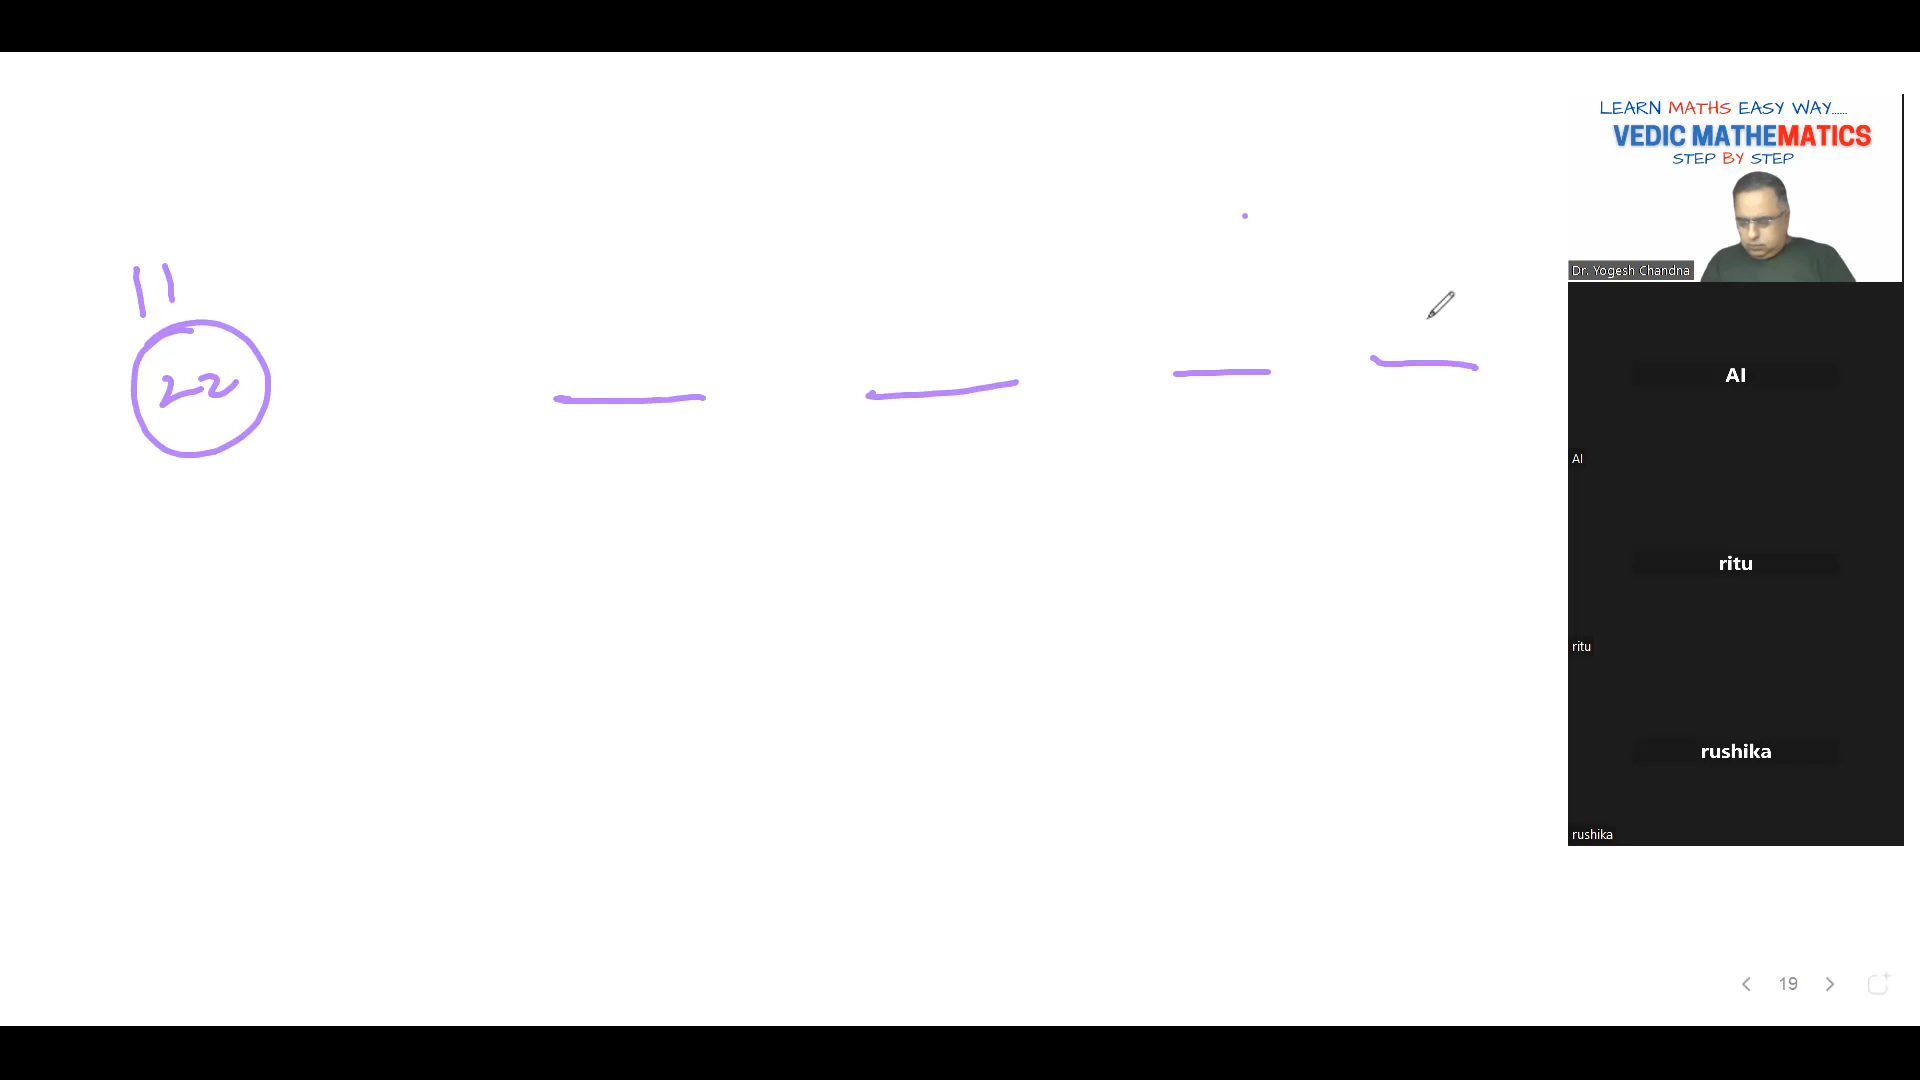 LEARN MATHS EASY WAY......
VEDIC MATHEMATICS
STEP BY STEP
Dr. Yogesh Chandna
11
22
AI
AI
ritu
ritu
rushika
rushika
19